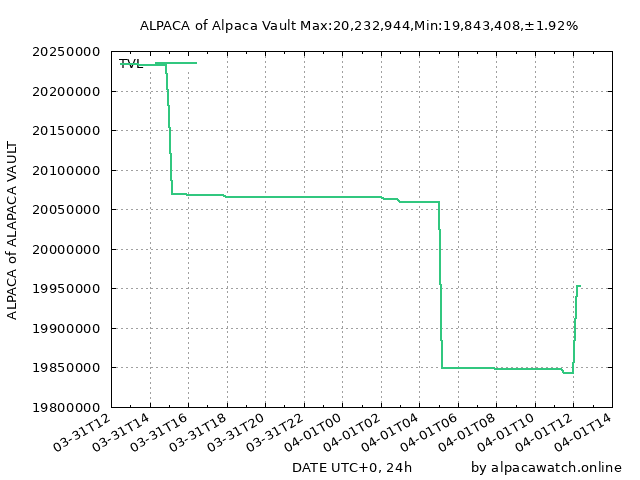 ALPACA of Alpaca Vault Max:20,232,944,Min:19,843,408,±1.92%
20250000
TVL
20200000
20150000
20100000
20050000
20000000
19950000
19900000
19850000
19800000
ALPACA of ALAPACA VAULT
03-31T12
03-31T14
03-31T16
03-31T18
03-31T20
03-31T22
04-01T00
04-01T02
04-01T04
04-01T06
04-01T08
04-01T10
04-01T12
04-01T14
DATE UTC+0, 24h
by alpacawatch.online